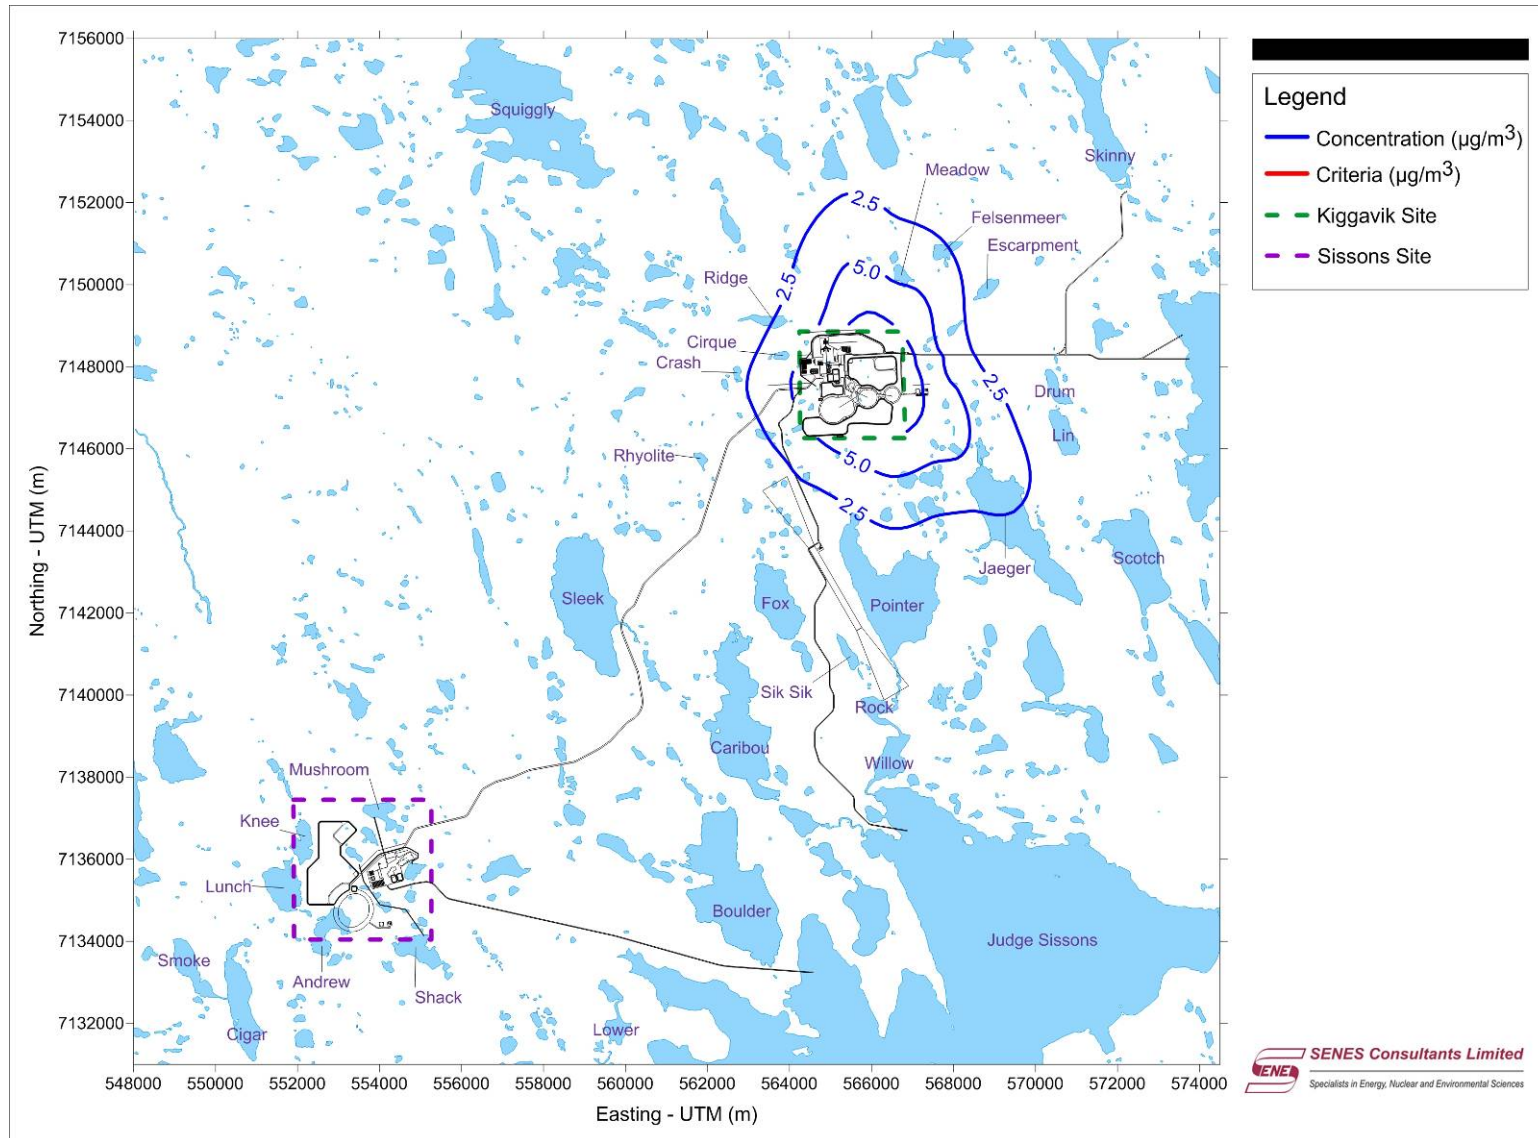 7156000
7154000
7152000
7150000
7148000
7146000
7144000
7142000
7140000
7138000
7136000
7134000
7132000
Northing - UTM (m)
Squiggly
Skinny
Meadow
2.5
Felsenmeer
Escarpment
5.0
Ridge
2.5
Cirque
Crash
2.5
Drum
Lin
Rhyolite
5.0
2.5
Jaeger
Scotch
Sleek
Fox
Pointer
Sik Sik
Rock
Caribou
Willow
Mushroom
Knee
Lunch
Boulder
Judge Sissons
Smoke
Andrew
Shack
Cigar
Lower
548000
550000
552000
554000
556000
558000
560000
562000
564000
566000
568000
570000
572000
574000
Easting - UTM (m)
Legend
Concentration (µg/m³)
Criteria (µg/m³)
Kiggavik Site
Sissons Site
SENES
SENES Consultants Limited
Specialists in Energy, Nuclear and Environmental Sciences